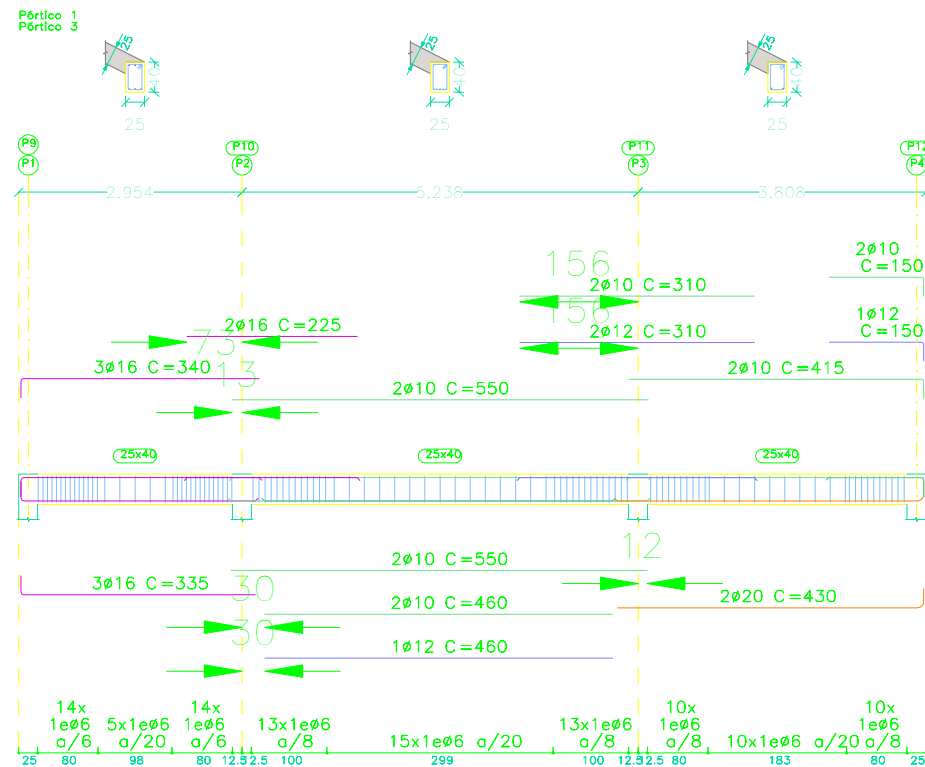 Pórtico 1
Pórtico 3
25 25 25
40 40 40
25 25 25
P9 P10 P11 P12
P1 P2 P3 P4
2.954 5.238 3.808
2ø10
C=150
156
2ø10 C=310
156
1ø12
C=150
2ø16 C=225
2ø12 C=310
73
3ø16 C=340
13
2ø10 C=415
2ø10 C=550
25x40 25x40 25x40
12
2ø10 C=550
3ø16 C=335
30
2ø10 C=460
2ø20 C=430
30
1ø12 C=460
14x 14x 10x 10x
1eø6 5x1eø6 1eø6 13x1eø6 13x1eø6 1eø6 1eø6
a/6 a/20 a/6 a/8 15x1eø6 a/20 a/8 a/8 10x1eø6 a/20 a/8
25 80 98 80 12.5 12.5 100 299 100 12.5 12.5 80 183 80 25